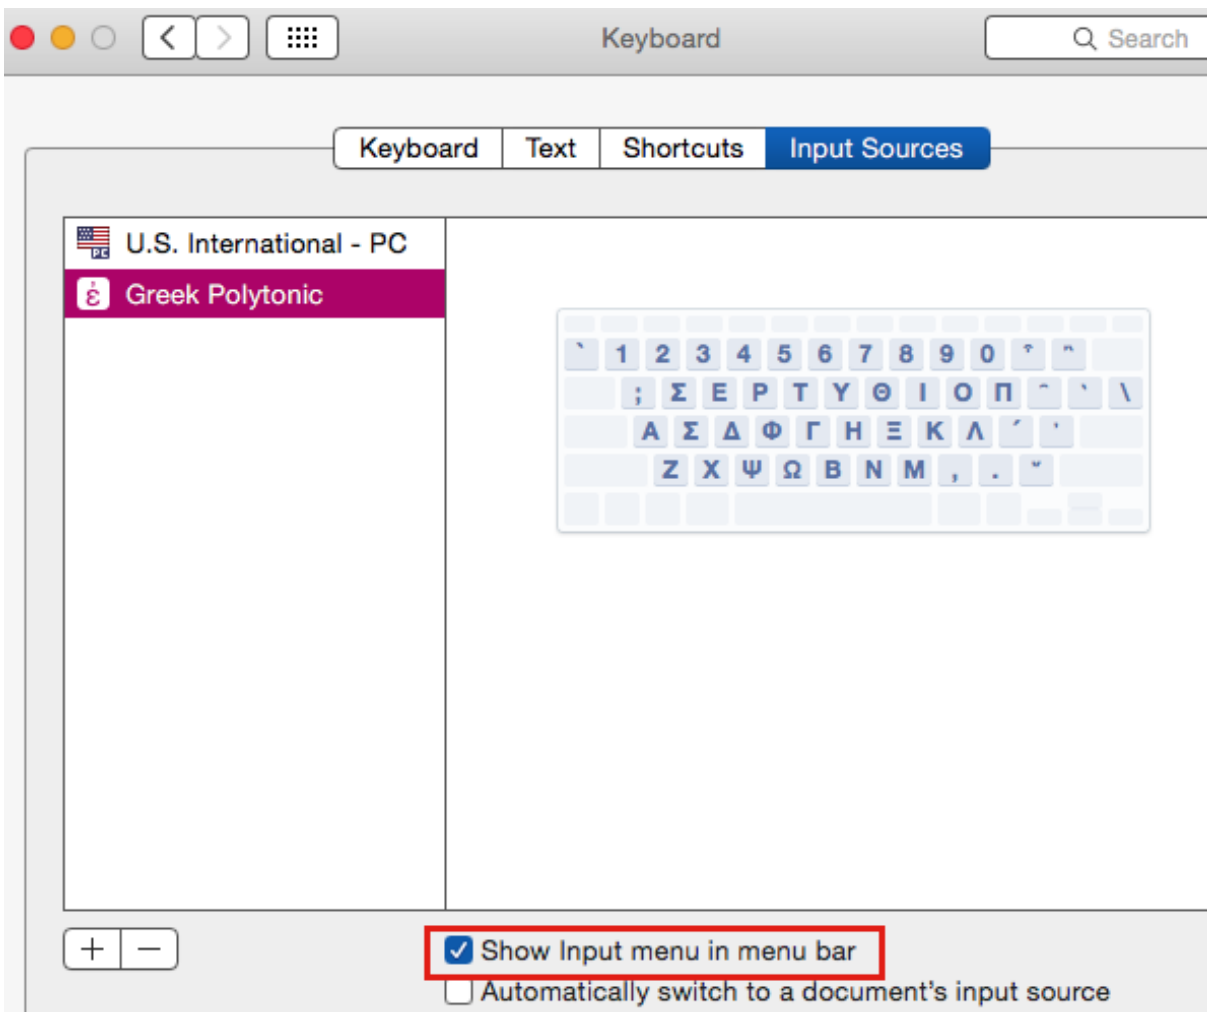 Keyboard
Search
Keyboard Text Shortcuts Input Sources
U.S. International - PC
Greek Polytonic
` 1 2 3 4 5 6 7 8 9 0
; Σ Ε Ρ Τ Υ Θ Ι Ο Π \
Α Σ Δ Φ Γ Η Ξ Κ Λ
Ζ Χ Ψ Ω Β Ν Μ , .
Show Input menu in menu bar
Automatically switch to a document's input source